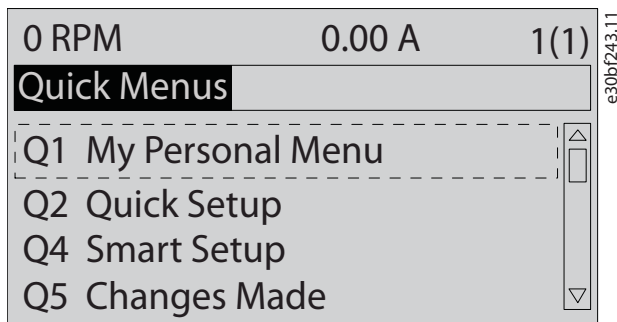 0 RPM 0.00 A 1(1)
Quick Menus
Q1 My Personal Menu
Q2 Quick Setup
Q4 Smart Setup
Q5 Changes Made
e30bf243.11